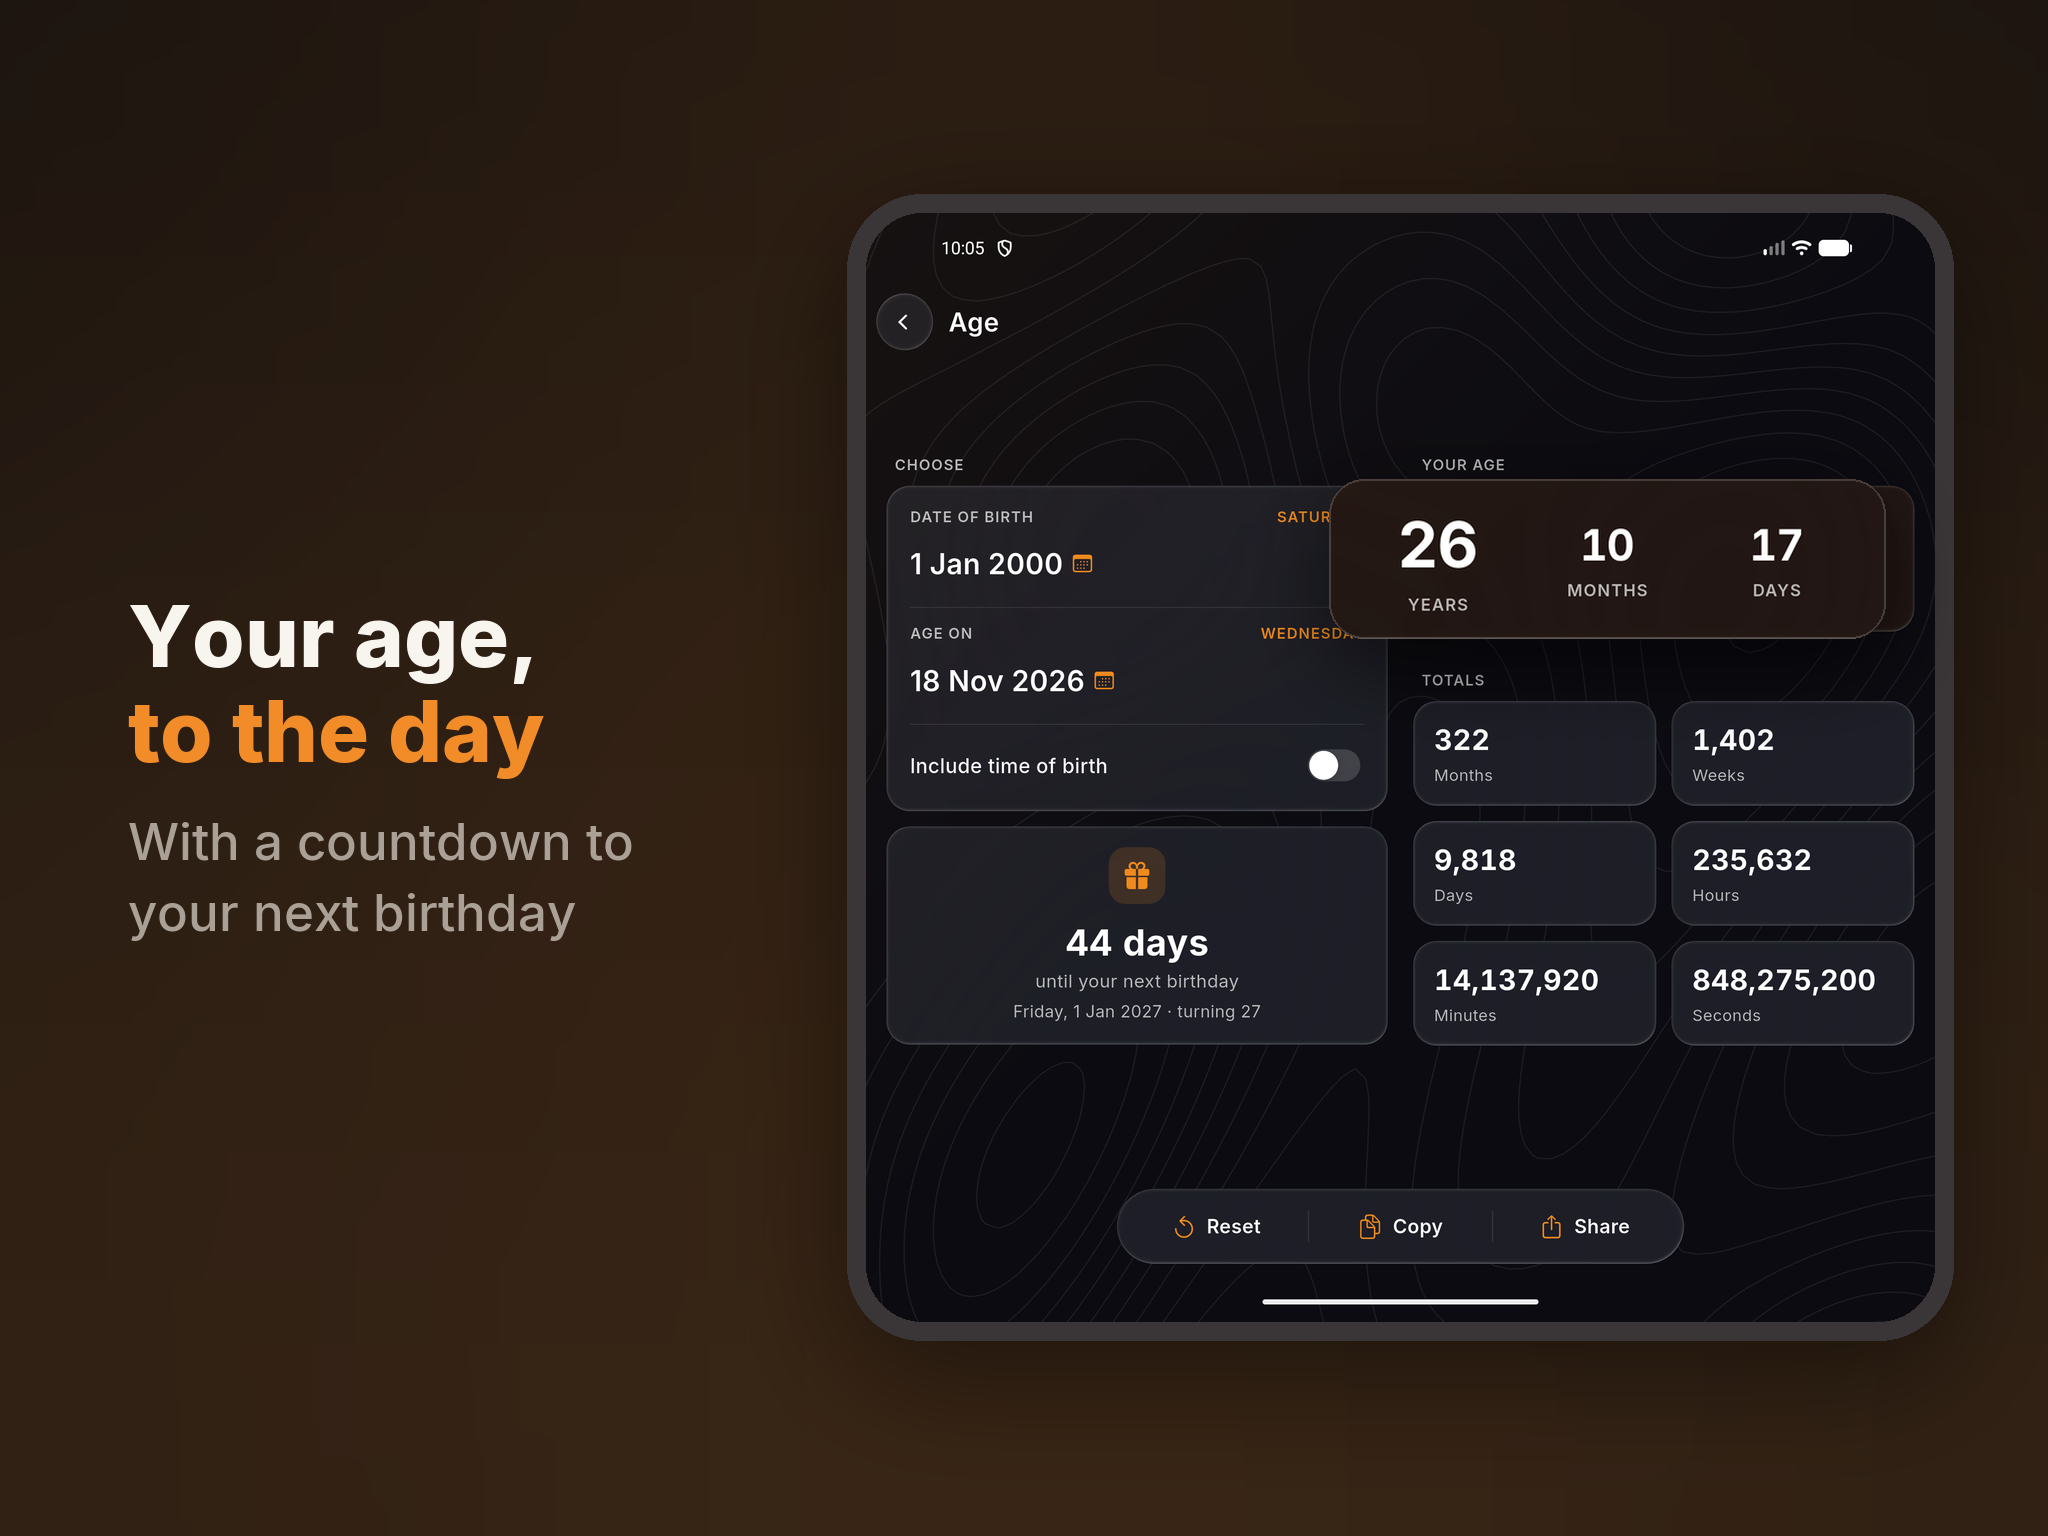 Your age,
to the day
With a countdown to
your next birthday
10:05
Age
CHOOSE
DATE OF BIRTH
1 Jan 2000
AGE ON
18 Nov 2026
Include time of birth
44 days
until your next birthday
Friday, 1 Jan 2027 · turning 27
YOUR AGE
26
YEARS
10
MONTHS
17
DAYS
TOTALS
322
Months
1,402
Weeks
9,818
Days
235,632
Hours
14,137,920
Minutes
848,275,200
Seconds
Reset
Copy
Share